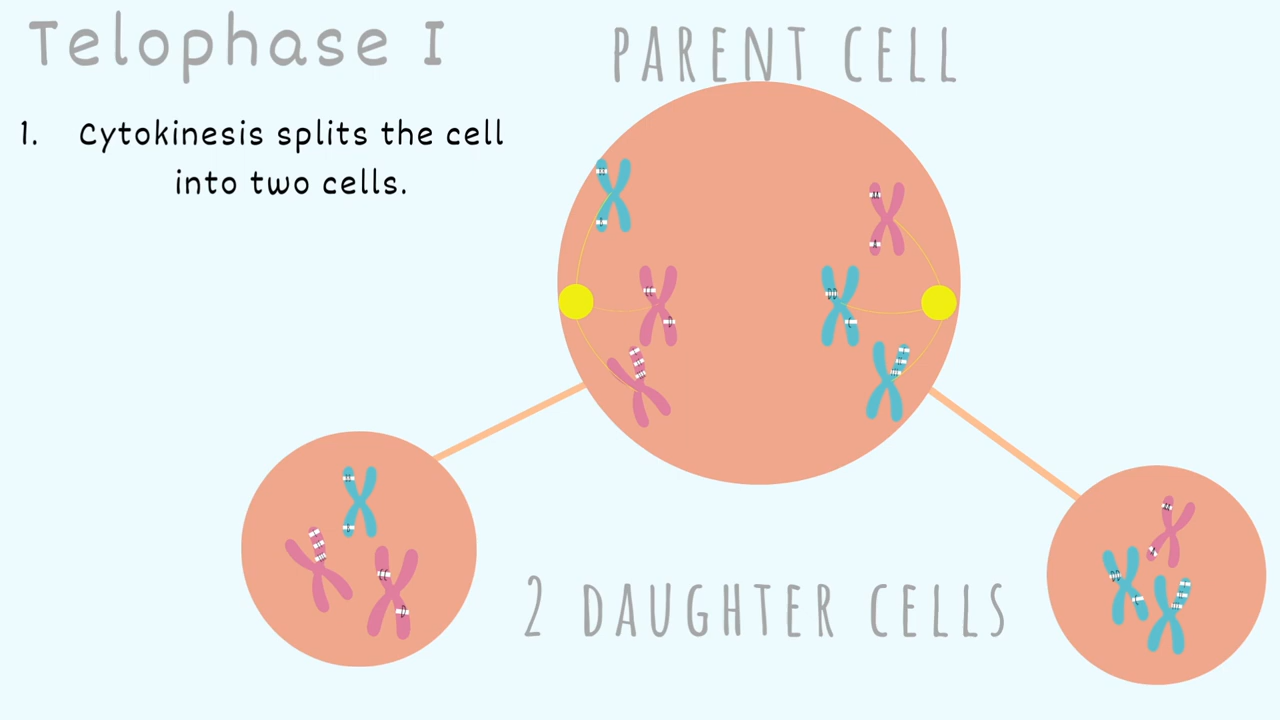 Telophase I
PARENT CELL
1. Cytokinesis splits the cell
into two cells.
2 DAUGHTER CELLS